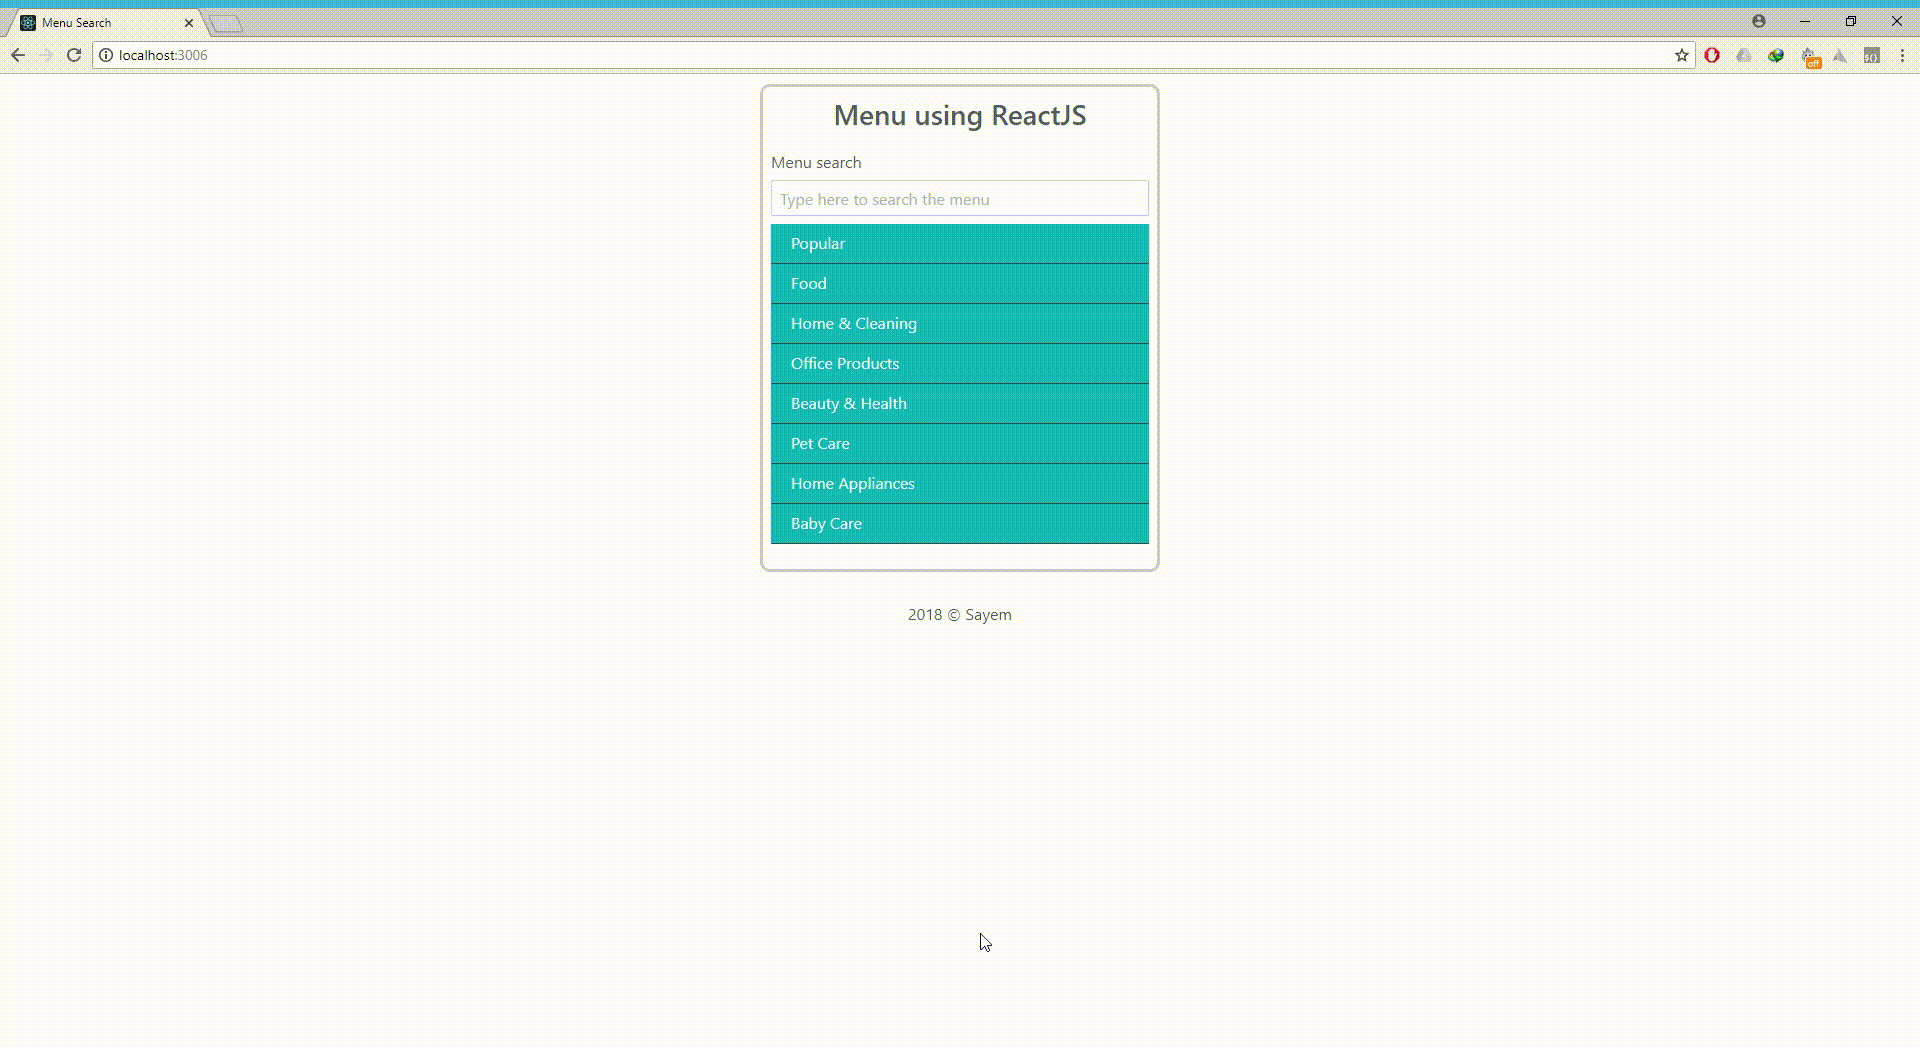 Menu Search
localhost:3006
off
Menu using ReactJS
Menu search
Type here to search the menu
Popular
Food
Home & Cleaning
Office Products
Beauty & Health
Pet Care
Home Appliances
Baby Care
2018 © Sayem